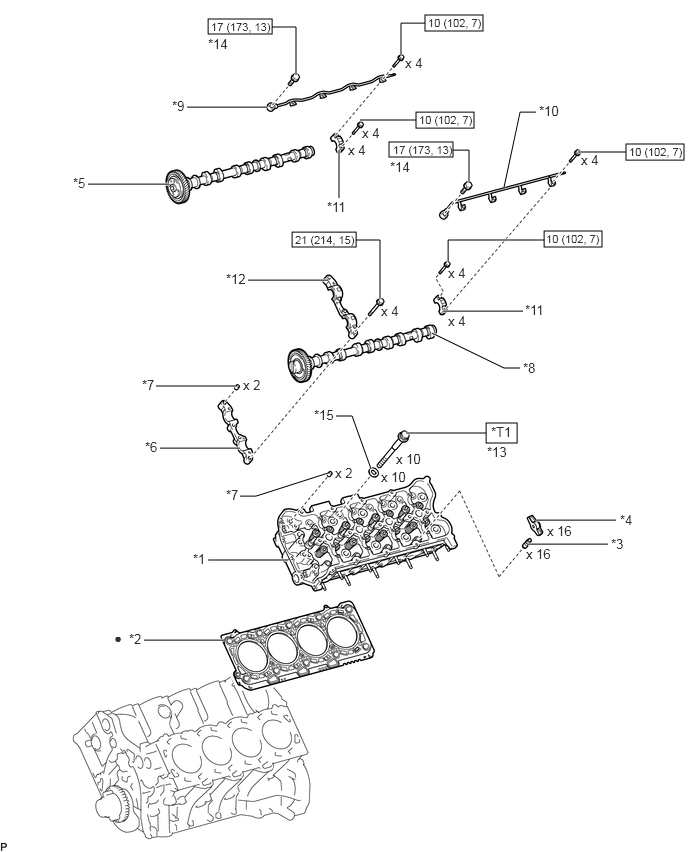 10 (102, 7)
17 (173, 13)
*14
x 4
*9
10 (102, 7)
*10
x 4
17 (173, 13)
x 4
10 (102, 7)
x 4
*14
*5
*11
21 (214, 15)
10 (102, 7)
*12
x 4
x 4
*11
x 4
*8
*7
x 2
*15
*T1
*6
*13
x 10
x 2
x 10
*7
*4
x 16
*3
*1
x 16
*2
P